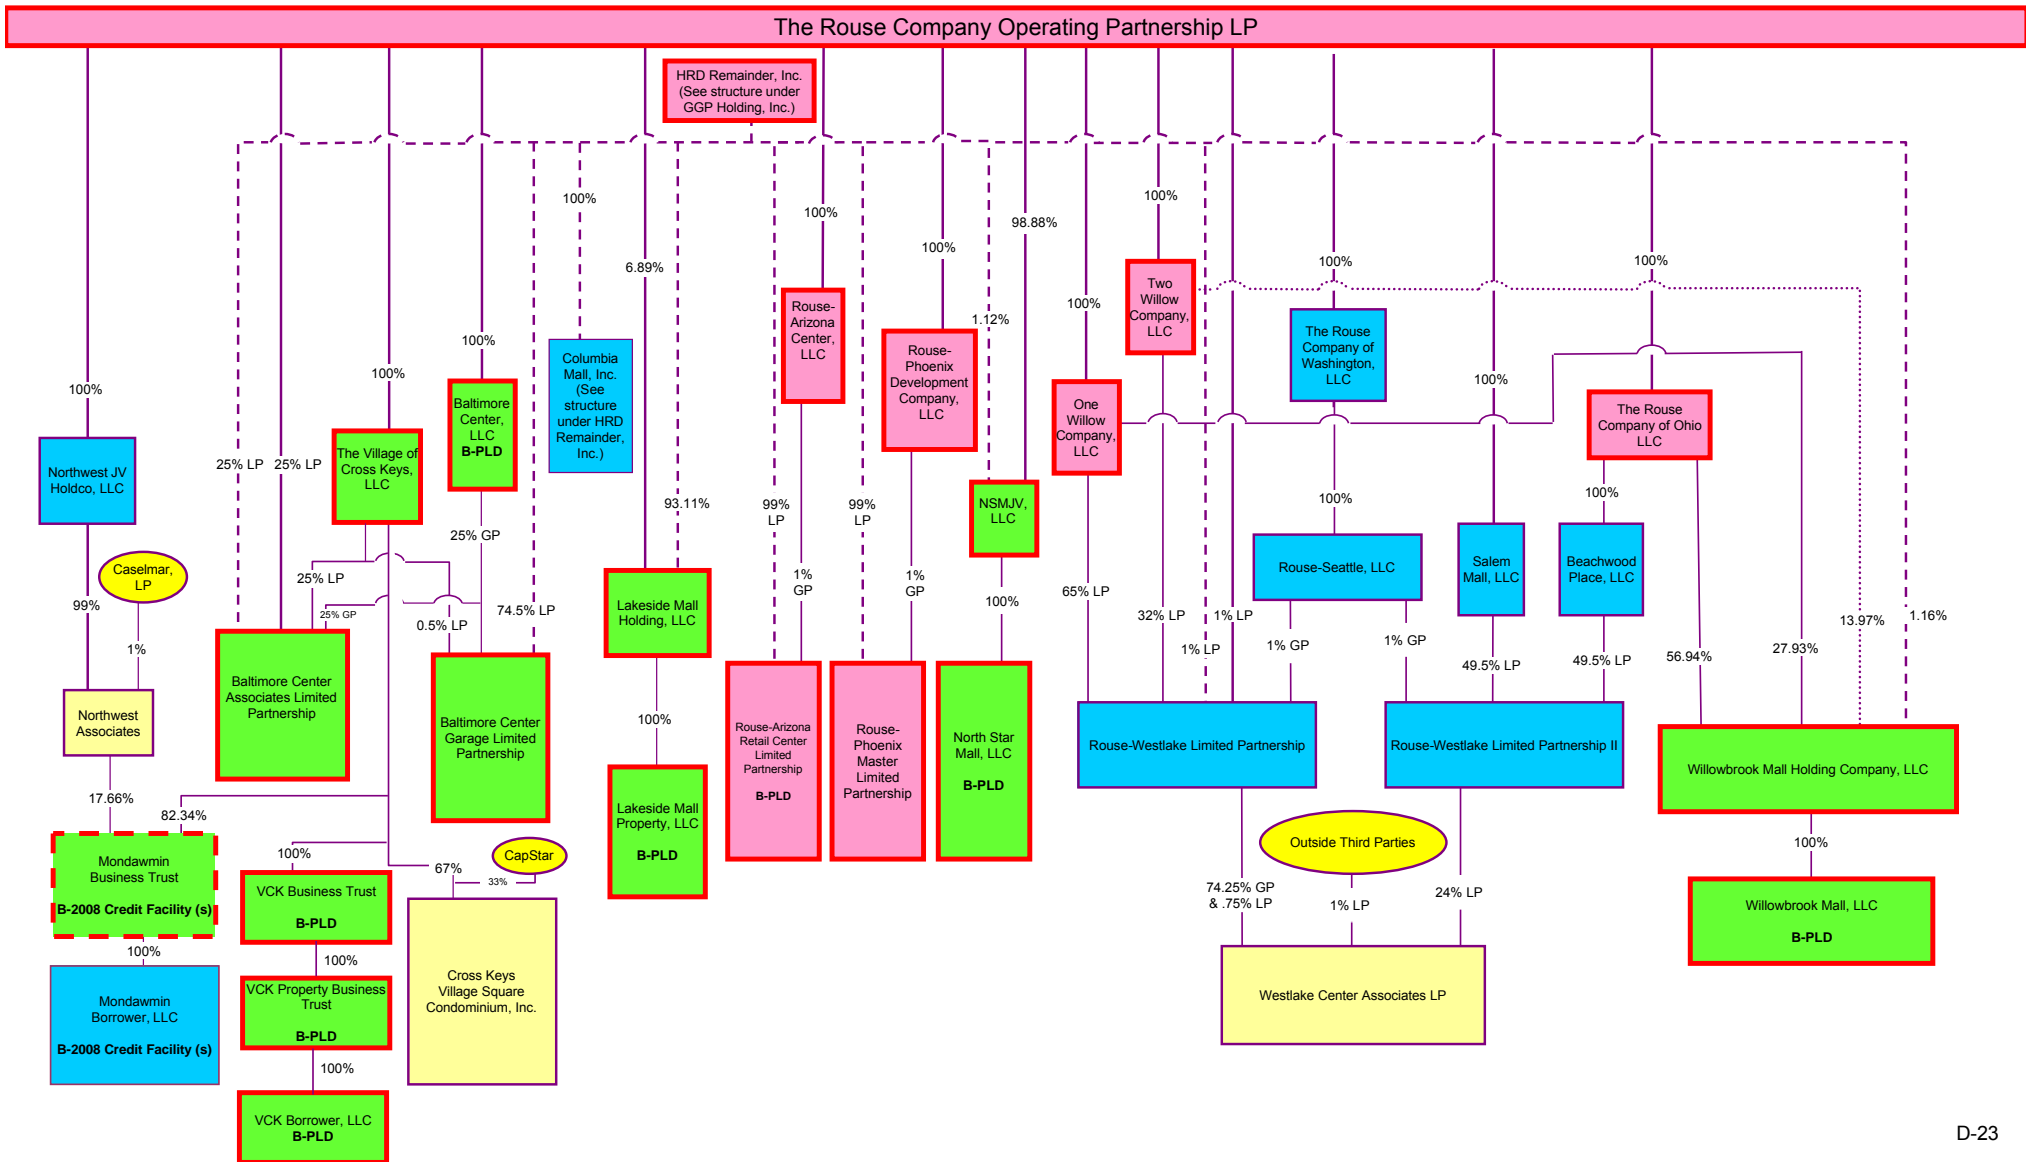 The Rouse Company Operating Partnership LP
HRD Remainder, Inc.
(See structure under
GGP Holding, Inc.)
100%
100%
98.88%
100%
100%
6.89%
100%
100%
100%
Two
Willow
Company,
LLC
Rouse-
Arizona
Center,
LLC
100%
1.12%
The Rouse
Company of
Washington,
LLC
100%
Columbia
Mall, Inc.
(See
structure
under HRD
Remainder,
Inc.)
Rouse-
Phoenix
Development
Company,
LLC
100%
100%
100%
Baltimore
Center,
LLC
B-PLD
One
Willow
Company,
LLC
The Rouse
Company of Ohio
LLC
Northwest JV
Holdco, LLC
25% LP
25% LP
The Village of
Cross Keys,
LLC
93.11%
99%
LP
99%
LP
NSMJV,
LLC
100%
100%
25% GP
Caselmar,
LP
99%
25% LP
25% GP
0.5% LP
74.5% LP
Lakeside Mall
Holding, LLC
1%
GP
1%
GP
100%
65% LP
32% LP
1% LP
1% LP
Rouse-Seattle, LLC
Salem
Mall, LLC
Beachwood
Place, LLC
1% GP
1% GP
49.5% LP
49.5% LP
56.94%
27.93%
13.97%
1.16%
1%
Northwest
Associates
Baltimore Center
Associates Limited
Partnership
Baltimore Center
Garage Limited
Partnership
100%
Rouse-Arizona
Retail Center
Limited
Partnership
B-PLD
Rouse-
Phoenix
Master
Limited
Partnership
North Star
Mall, LLC
B-PLD
Rouse-Westlake Limited Partnership
Rouse-Westlake Limited Partnership II
Willowbrook Mall Holding Company, LLC
17.66%
82.34%
Lakeside Mall
Property, LLC
B-PLD
Mondawmin
Business Trust
B-2008 Credit Facility (s)
100%
67%
CapStar
33%
Outside Third Parties
100%
VCK Business Trust
B-PLD
74.25% GP
& .75% LP
1% LP
24% LP
Willowbrook Mall, LLC
B-PLD
100%
100%
Mondawmin
Borrower, LLC
B-2008 Credit Facility (s)
VCK Property Business
Trust
B-PLD
Cross Keys
Village Square
Condominium, Inc.
Westlake Center Associates LP
100%
VCK Borrower, LLC
B-PLD
D-23